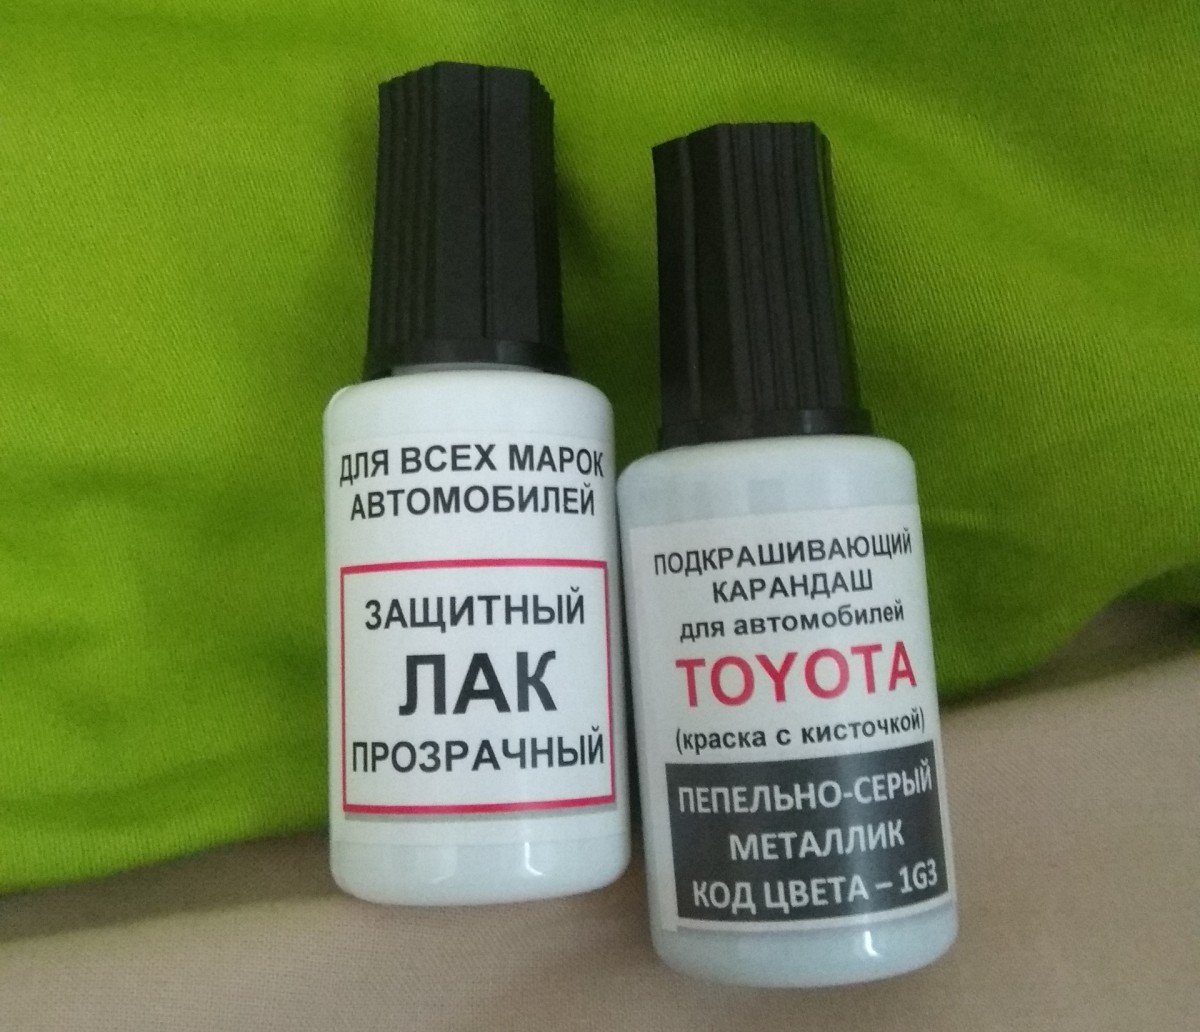 ДЛЯ ВСЕХ МАРОК
АВТОМОБИЛЕЙ
ЗАЩИТНЫЙ
ЛАК
ПРОЗРАЧНЫЙ
ПОДКРАШИВАЮЩИЙ
КАРАНДАШ
для автомобилей
TOYOTA
(краска с кисточкой)
ПЕПЕЛЬНО-СЕРЫЙ
МЕТАЛЛИК
КОД ЦВЕТА – 1G3